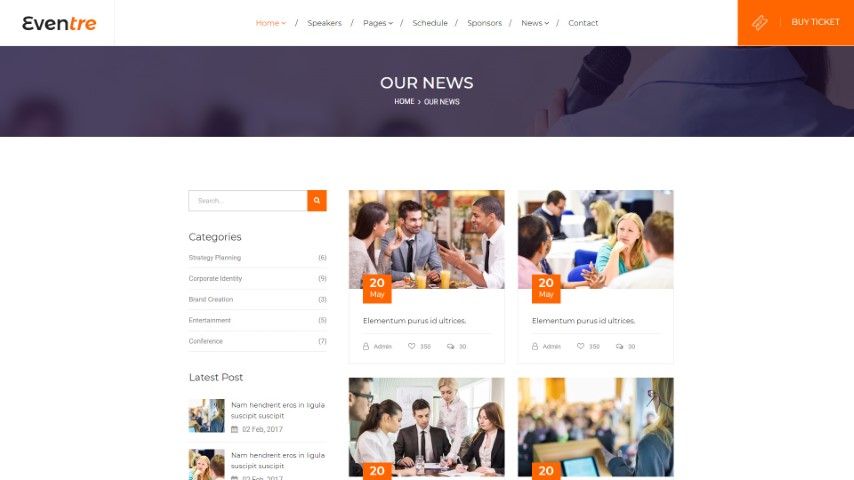 Eventre
Home / Speakers / Pages / Schedule / Sponsors / News / Contact
BUY TICKET
OUR NEWS
HOME > OUR NEWS
Search...
Categories
Strategy Planning (6)
Corporate Identity (9)
Brand Creation (3)
Entertainment (5)
Conference (7)
Latest Post
Nam hendrerit eros in ligula
suscipit suscipit
02 Feb, 2017
Nam hendrerit eros in ligula
suscipit suscipit
02 Feb, 2017
20
May
Elementum purus id ultrices.
Admin 350 30
20
May
Elementum purus id ultrices.
Admin 350 30
20
20